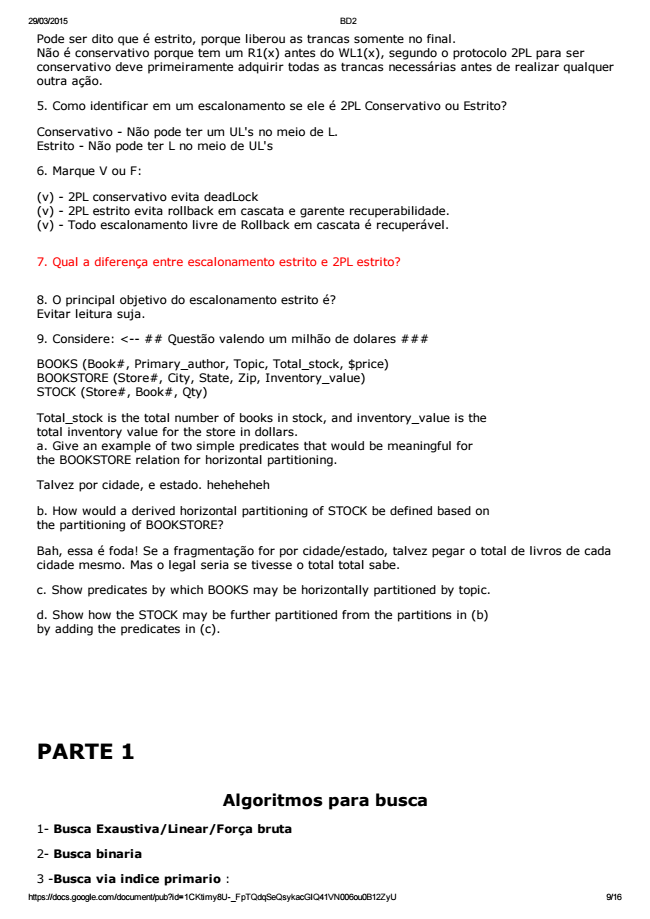 29/03/2015 BD2
Pode ser dito que é estrito, porque liberou as trancas somente no final.
Não é conservativo porque tem um R1(x) antes do WL1(x), segundo o protocolo 2PL para ser
conservativo deve primeiramente adquirir todas as trancas necessárias antes de realizar qualquer
outra ação.
5. Como identificar em um escalonamento se ele é 2PL Conservativo ou Estrito?
Conservativo - Não pode ter um UL's no meio de L.
Estrito - Não pode ter L no meio de UL's
6. Marque V ou F:
(v) - 2PL conservativo evita deadLock
(v) - 2PL estrito evita rollback em cascata e garente recuperabilidade.
(v) - Todo escalonamento livre de Rollback em cascata é recuperável.
7. Qual a diferença entre escalonamento estrito e 2PL estrito?
8. O principal objetivo do escalonamento estrito é?
Evitar leitura suja.
9. Considere: <-- ## Questão valendo um milhão de dolares ###
BOOKS (Book#, Primary_author, Topic, Total_stock, $price)
BOOKSTORE (Store#, City, State, Zip, Inventory_value)
STOCK (Store#, Book#, Qty)
Total_stock is the total number of books in stock, and inventory_value is the
total inventory value for the store in dollars.
a. Give an example of two simple predicates that would be meaningful for
the BOOKSTORE relation for horizontal partitioning.
Talvez por cidade, e estado. heheheheh
b. How would a derived horizontal partitioning of STOCK be defined based on
the partitioning of BOOKSTORE?
Bah, essa é foda! Se a fragmentação for por cidade/estado, talvez pegar o total de livros de cada
cidade mesmo. Mas o legal seria se tivesse o total total sabe.
c. Show predicates by which BOOKS may be horizontally partitioned by topic.
d. Show how the STOCK may be further partitioned from the partitions in (b)
by adding the predicates in (c).
PARTE 1
Algoritmos para busca
1- Busca Exaustiva/Linear/Força bruta
2- Busca binaria
3 -Busca via indice primario :
https://docs.google.com/document/pub?id=1CKtimy8U-_FpTQdqSeQsykacGIQ41VN006ou0B12ZyU 9/16